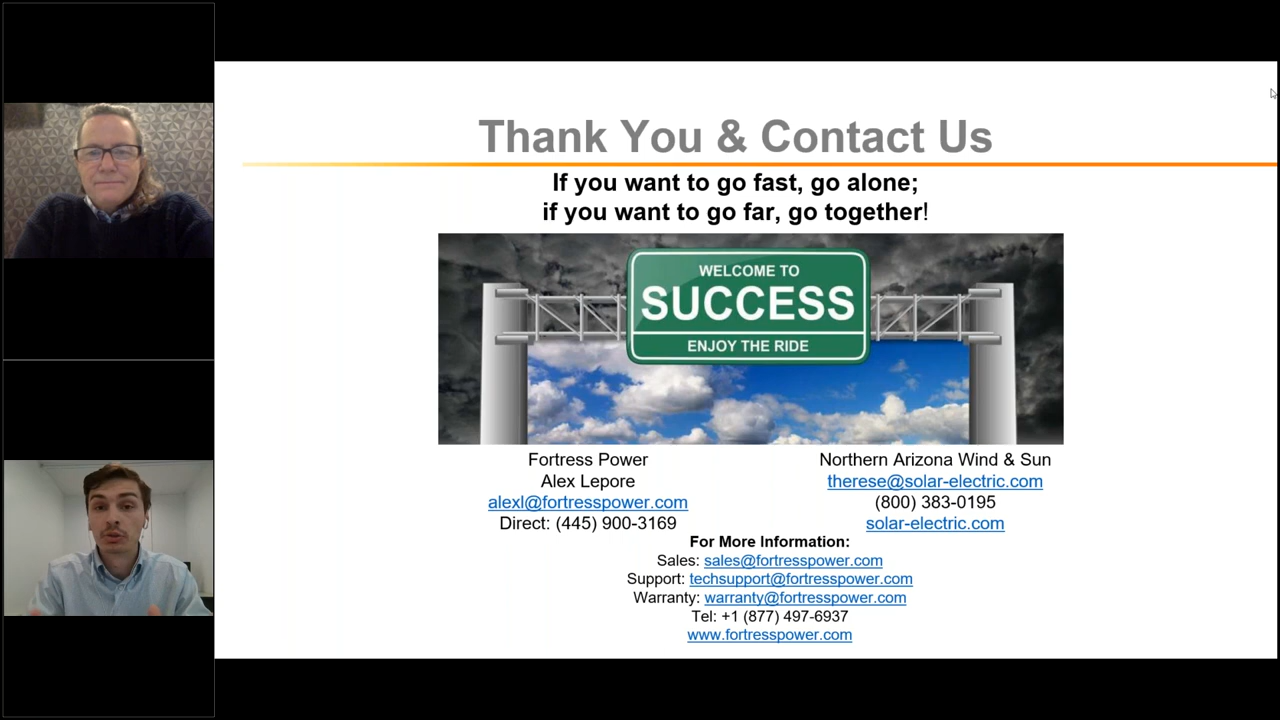 Thank You & Contact Us
If you want to go fast, go alone;
if you want to go far, go together!
WELCOME TO
SUCCESS
ENJOY THE RIDE
Fortress Power
Alex Lepore
alexl@fortresspower.com
Direct: (445) 900-3169
Northern Arizona Wind & Sun
therese@solar-electric.com
(800) 383-0195
solar-electric.com
For More Information:
Sales: sales@fortresspower.com
Support: techsupport@fortresspower.com
Warranty: warranty@fortresspower.com
Tel: +1 (877) 497-6937
www.fortresspower.com